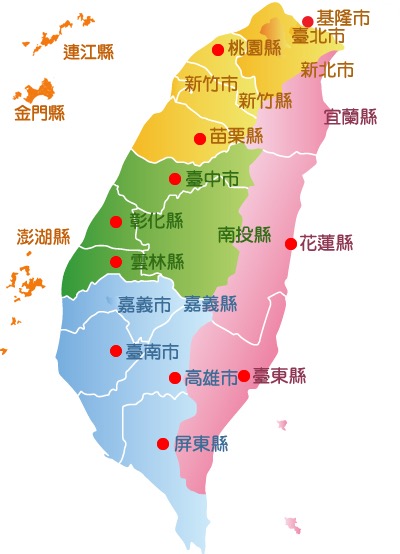 基隆市
臺北市
桃園縣
連江縣
新北市
新竹市
新竹縣
金門縣
宜蘭縣
苗栗縣
臺中市
彰化縣
南投縣
澎湖縣
花蓮縣
雲林縣
嘉義市
嘉義縣
臺南市
高雄市
臺東縣
屏東縣